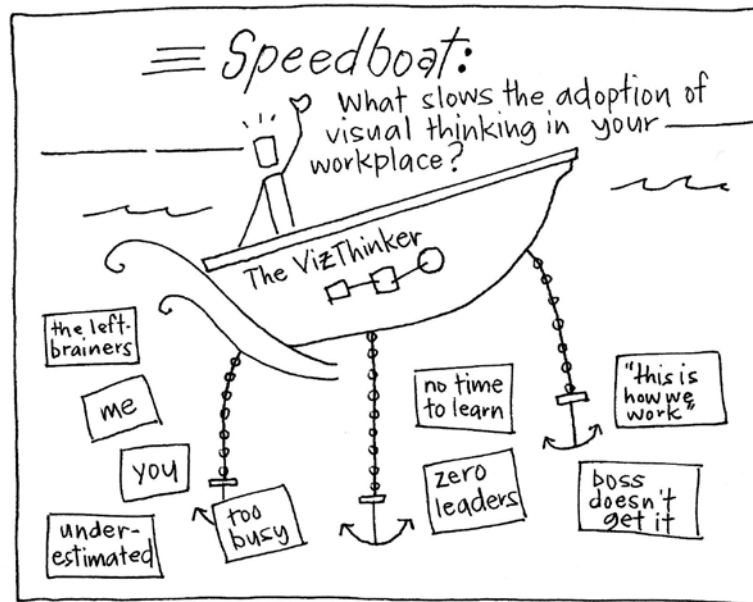 Speedboat:
What slows the adoption of
visual thinking in your
workplace?
The VizThinker
the left-
brainers
me
you
under-
estimated
too
busy
no time
to learn
zero
leaders
"this is
how we
work"
boss
doesn't
get it